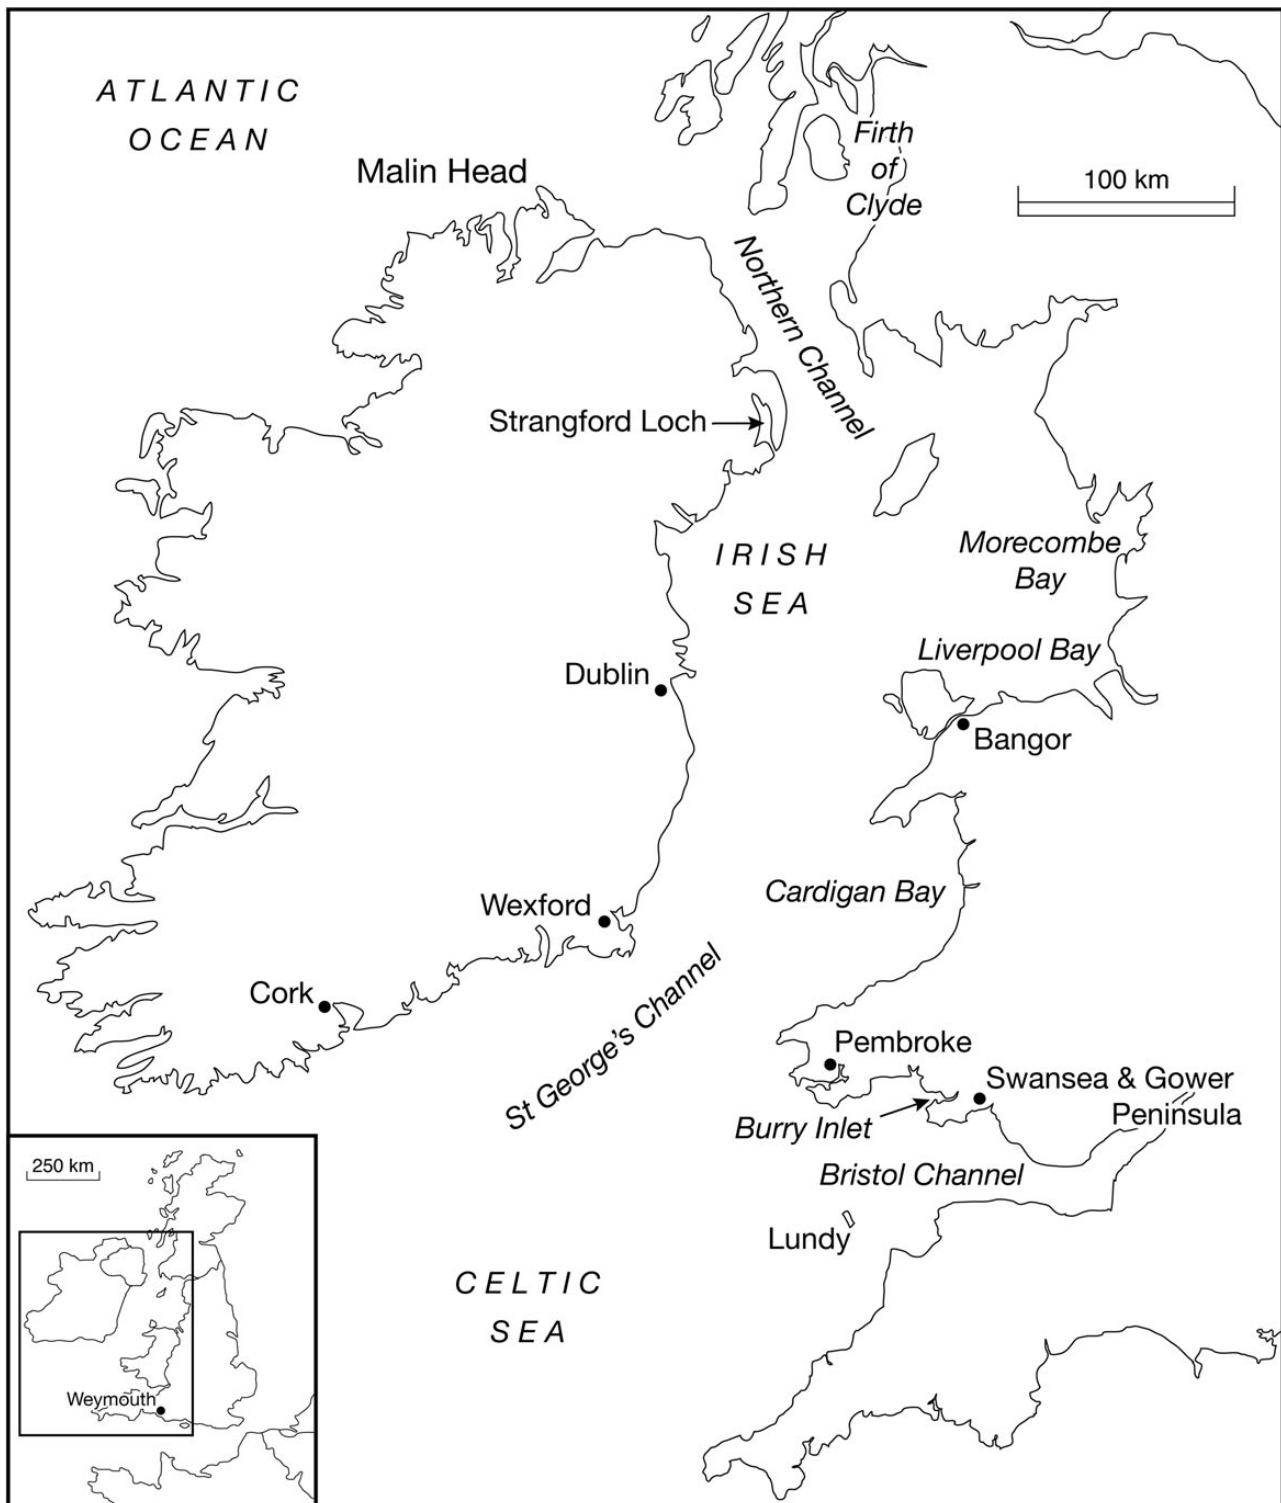 ATLANTIC
OCEAN
Malin Head
Firth
of
Clyde
100 km
Northern Channel
Strangford Loch
IRISH
SEA
Morecombe
Bay
Liverpool Bay
Dublin
Bangor
Cardigan Bay
Wexford
Cork
St George's Channel
Pembroke
Swansea & Gower
Peninsula
Burry Inlet
Bristol Channel
Lundy
CELTIC
SEA
250 km
Weymouth